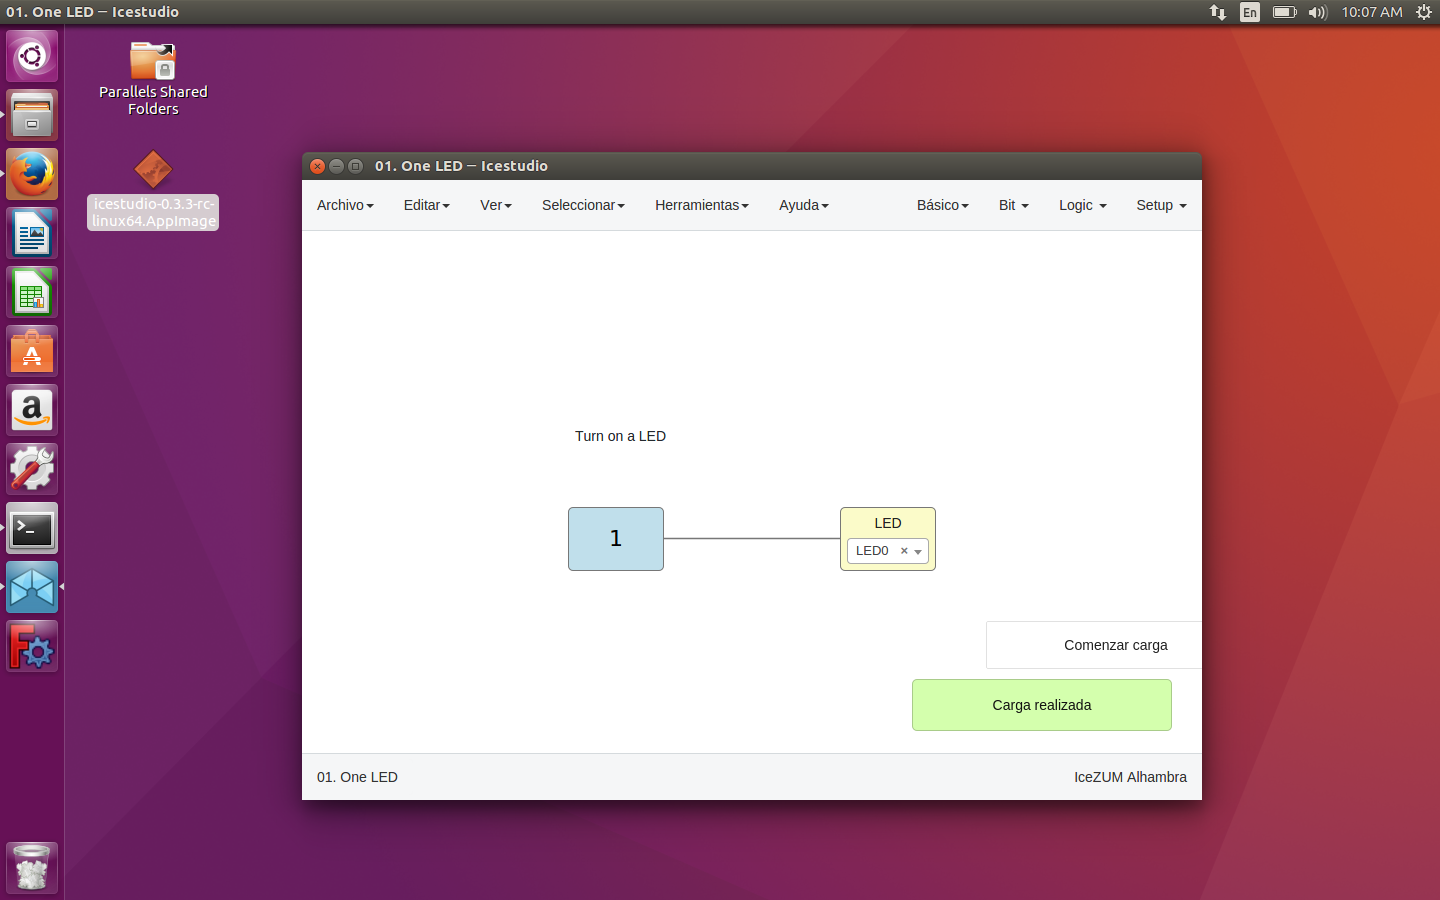 01. One LED — Icestudio
En
10:07 AM
Parallels Shared
Folders
icestudio-0.3.3-rc-
linux64.AppImage
01. One LED — Icestudio
Archivo Editar Ver Seleccionar Herramientas Ayuda Básico Bit Logic Setup
Turn on a LED
1
LED
LED0
Comenzar carga
Carga realizada
01. One LED
IceZUM Alhambra